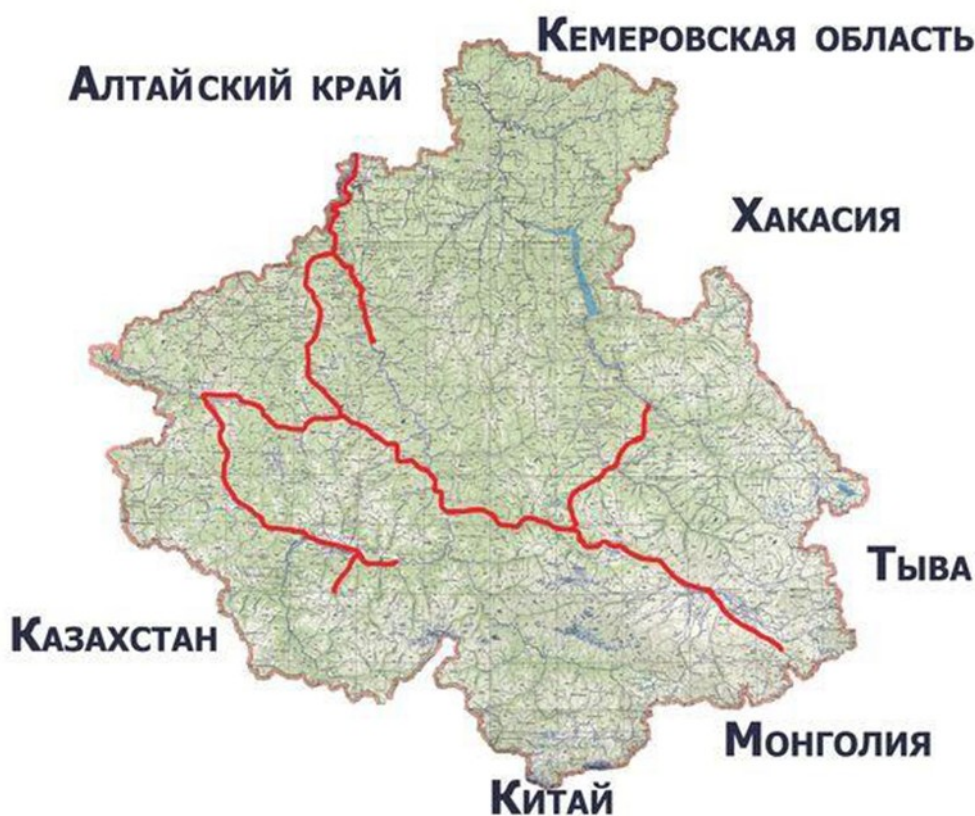 Кемеровская область
Алтайский край
Хакасия
Тыва
Казахстан
Монголия
Китай